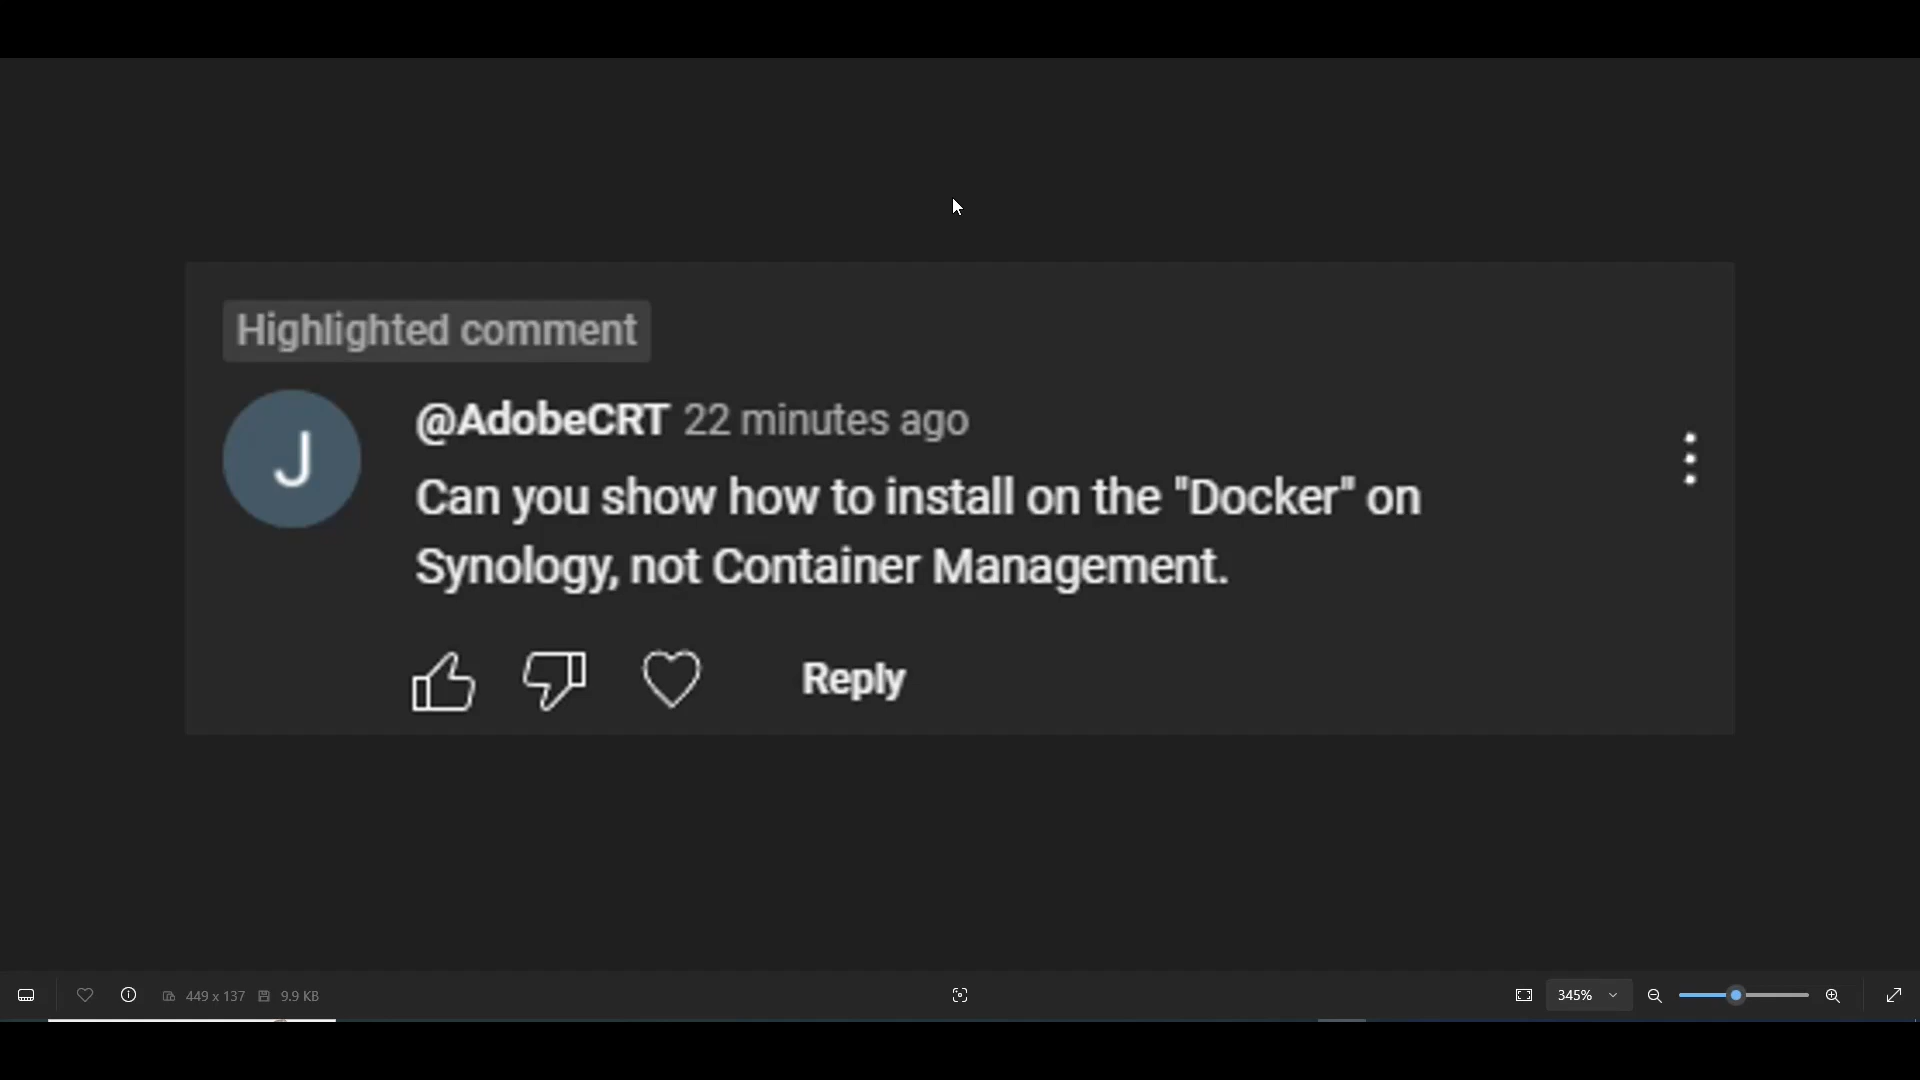 Highlighted comment
J
@AdobeCRT 22 minutes ago
Can you show how to install on the "Docker" on
Synology, not Container Management.
Reply
449 x 137 9.9 KB
345%